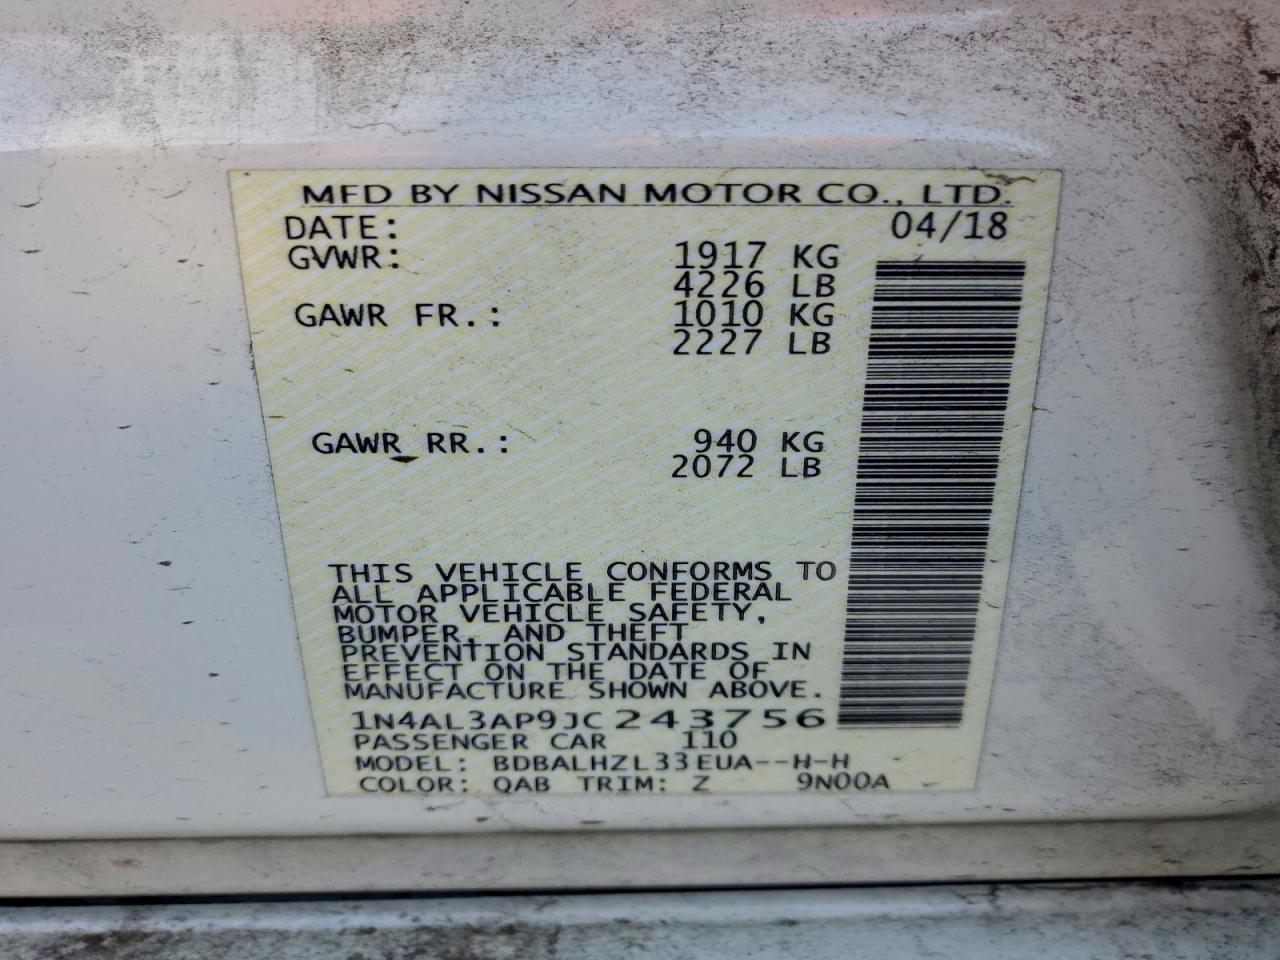 MFD BY NISSAN MOTOR CO., LTD.
DATE: 04/18
GVWR: 1917 KG
4226 LB
GAWR FR.: 1010 KG
2227 LB
GAWR RR.: 940 KG
2072 LB
THIS VEHICLE CONFORMS TO
ALL APPLICABLE FEDERAL
MOTOR VEHICLE SAFETY,
BUMPER, AND THEFT
PREVENTION STANDARDS IN
EFFECT ON THE DATE OF
MANUFACTURE SHOWN ABOVE.
1N4AL3AP9JC243756
PASSENGER CAR 110
MODEL: BDBALHZL33EUA--H-H
COLOR: QAB TRIM: Z 9N00A